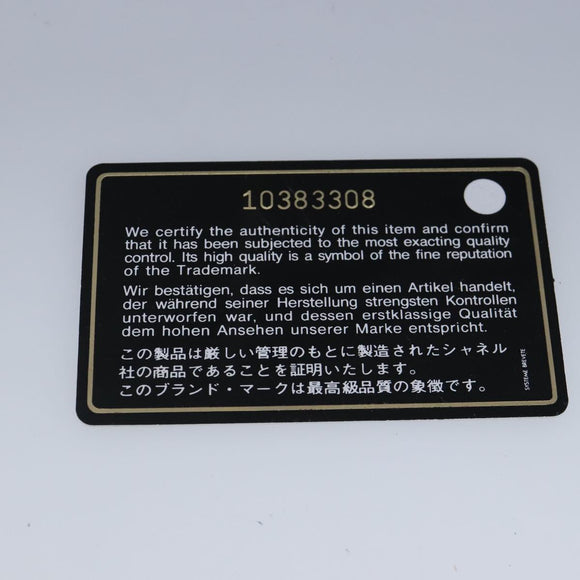 10383308
We certify the authenticity of this item and confirm
that it has been subjected to the most exacting quality
control. Its high quality is a symbol of the fine reputation
of the Trademark.
Wir bestätigen, dass es sich um einen Artikel handelt,
der während seiner Herstellung strengsten Kontrollen
unterworfen war, und dessen erstklassige Qualität
dem hohen Ansehen unserer Marke entspricht.
この製品は厳しい管理のもとに製造されたシャネル
社の商品であることを証明いたします。
このブランド・マークは最高級品質の象徴です。
SYSTEME BREVETE